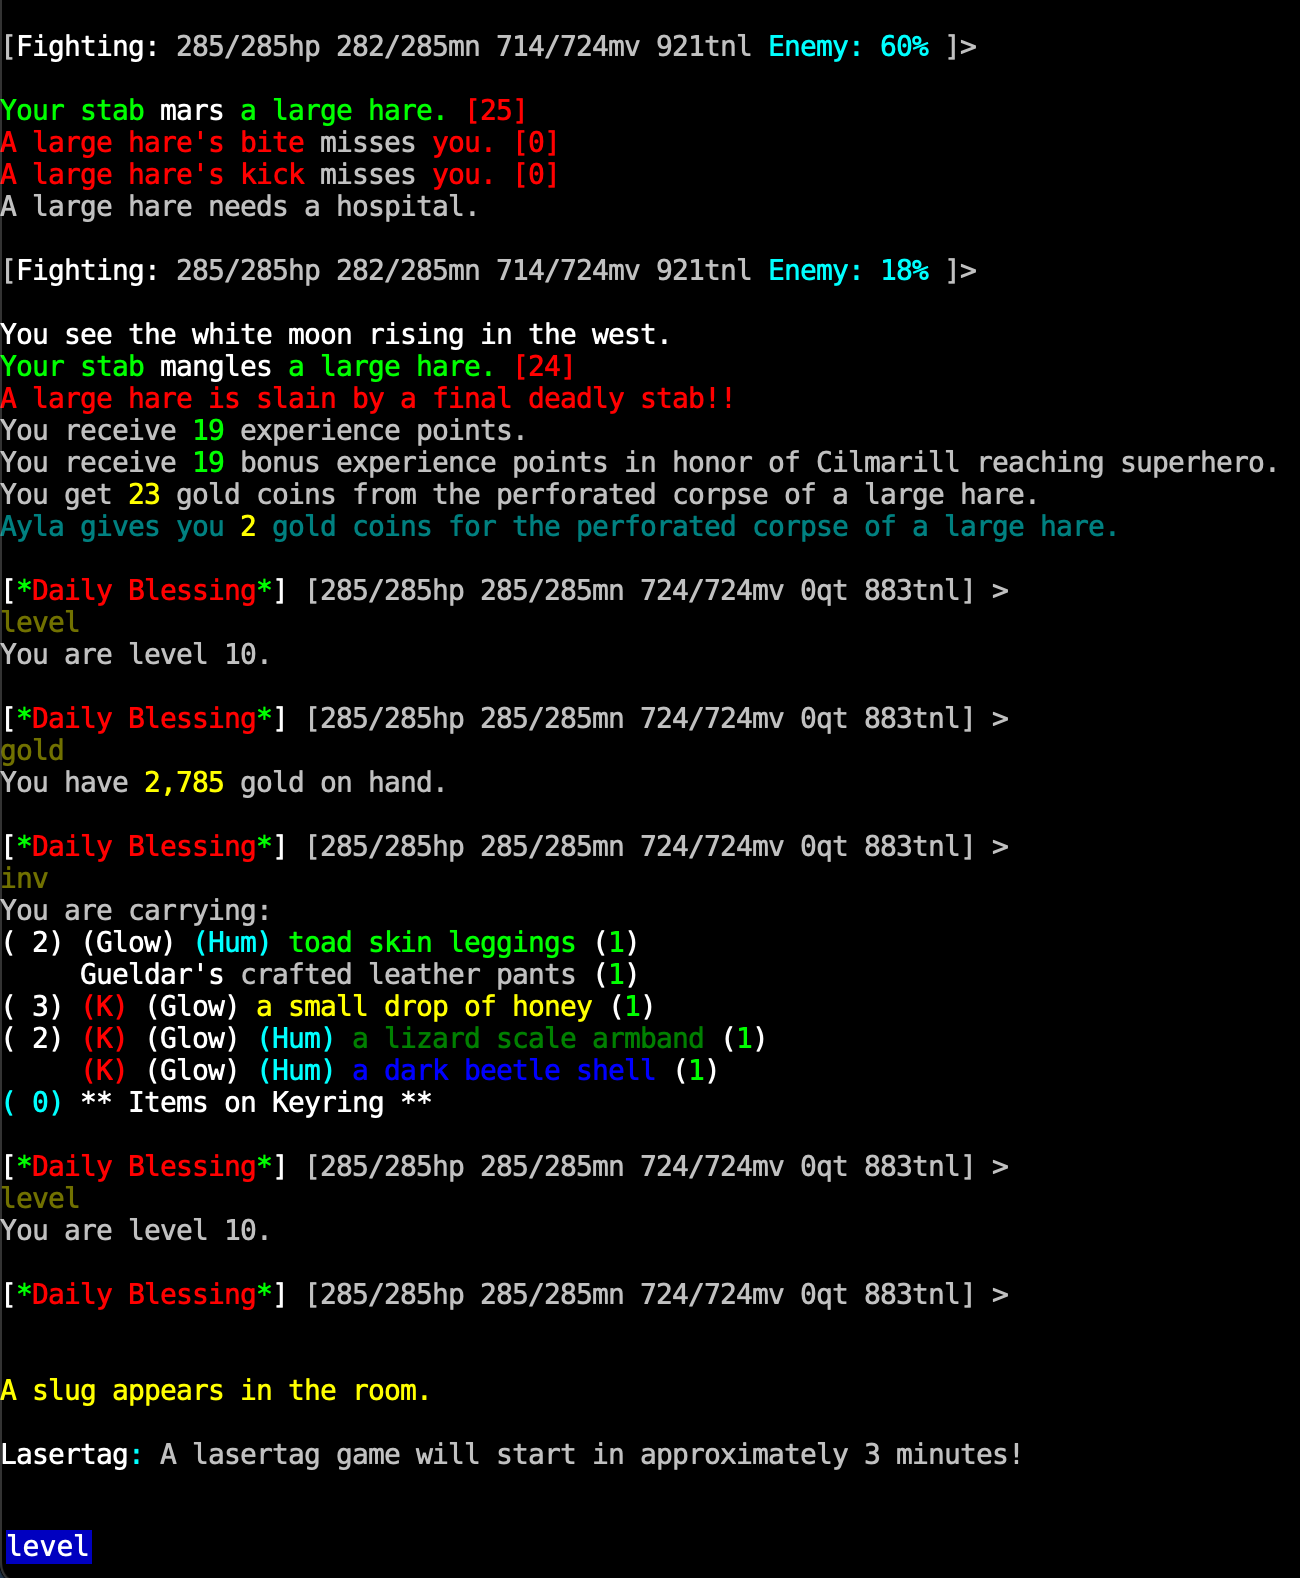 [Fighting: 285/285hp 282/285mn 714/724mv 921tnl Enemy: 60% ]>
Your stab mars a large hare. [25]
A large hare's bite misses you. [0]
A large hare's kick misses you. [0]
A large hare needs a hospital.
[Fighting: 285/285hp 282/285mn 714/724mv 921tnl Enemy: 18% ]>
You see the white moon rising in the west.
Your stab mangles a large hare. [24]
A large hare is slain by a final deadly stab!!
You receive 19 experience points.
You receive 19 bonus experience points in honor of Cilmarill reaching superhero.
You get 23 gold coins from the perforated corpse of a large hare.
Ayla gives you 2 gold coins for the perforated corpse of a large hare.
[*Daily Blessing*] [285/285hp 285/285mn 724/724mv 0qt 883tnl] >
level
You are level 10.
[*Daily Blessing*] [285/285hp 285/285mn 724/724mv 0qt 883tnl] >
gold
You have 2,785 gold on hand.
[*Daily Blessing*] [285/285hp 285/285mn 724/724mv 0qt 883tnl] >
inv
You are carrying:
( 2) (Glow) (Hum) toad skin leggings (1)
Gueldar's crafted leather pants (1)
( 3) (K) (Glow) a small drop of honey (1)
( 2) (K) (Glow) (Hum) a lizard scale armband (1)
(K) (Glow) (Hum) a dark beetle shell (1)
( 0) ** Items on Keyring **
[*Daily Blessing*] [285/285hp 285/285mn 724/724mv 0qt 883tnl] >
level
You are level 10.
[*Daily Blessing*] [285/285hp 285/285mn 724/724mv 0qt 883tnl] >
A slug appears in the room.
Lasertag: A lasertag game will start in approximately 3 minutes!
level